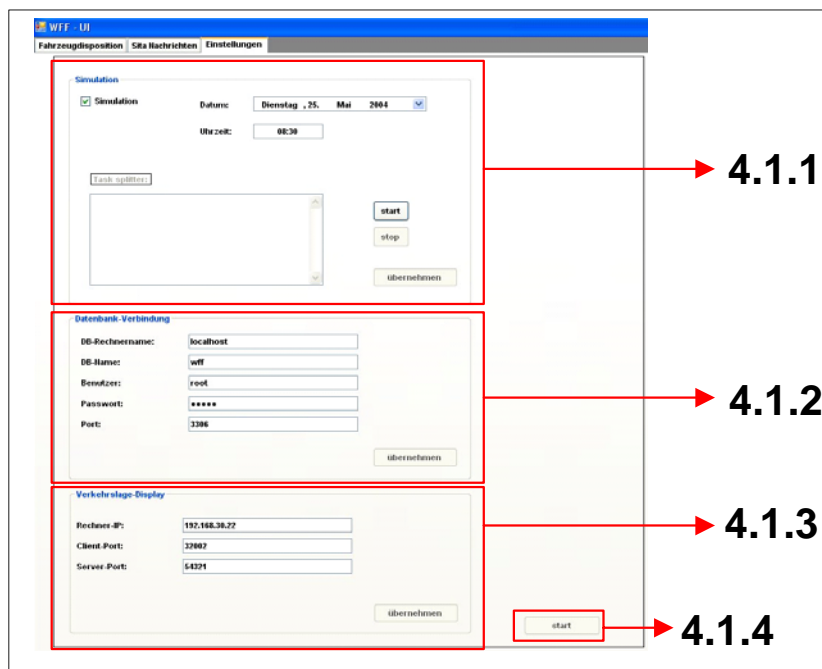 WFF - UI
Fahrzeugdisposition Sita Nachrichten Einstellungen
Simulation
Simulation
Datum: Dienstag , 25. Mai 2004
Uhrzeit: 08:30
4.1.1
Task splitter:
start
stop
übernehmen
Datenbank-Verbindung
DB-Rechnername: localhost
DB-Name: wff
Benutzer: root
4.1.2
Passwort: •••••
Port: 3306
übernehmen
Verkehrslage-Display
Rechner-IP: 192.168.30.22
4.1.3
Client-Port: 32002
Server-Port: 54321
übernehmen
start
4.1.4